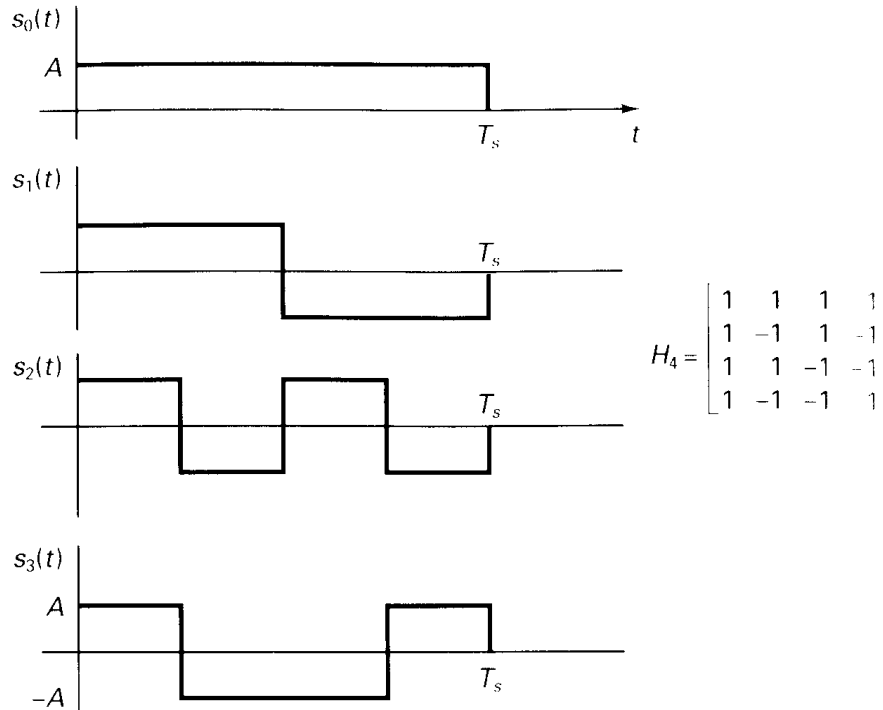 s₀(t)
A
Tₛ
t
s₁(t)
Tₛ
s₂(t)
Tₛ
H₄ =
1 1 1 1
1 -1 1 -1
1 1 -1 -1
1 -1 -1 1
s₃(t)
A
Tₛ
-A